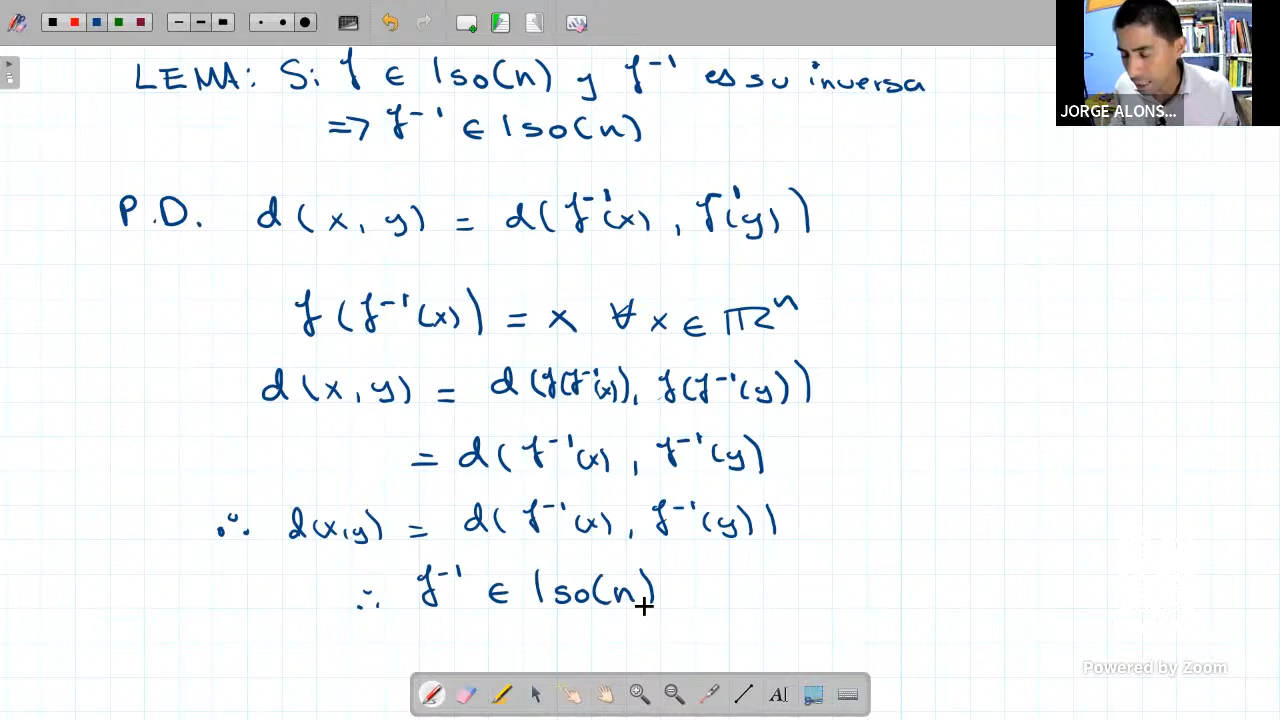 LEMA: Si f ∈ Iso(n) y f⁻¹ es su inversa
=> f⁻¹ ∈ Iso(n)
P.D. d(x, y) = d(f⁻¹(x), f⁻¹(y))
f(f⁻¹(x)) = x ∀ x ∈ ℝⁿ
d(x, y) = d(f(f⁻¹(x)), f(f⁻¹(y))
= d(f⁻¹(x), f⁻¹(y))
∴ d(x,y) = d(f⁻¹(x), f⁻¹(y))
∴ f⁻¹ ∈ Iso(n)
JORGE ALONS...
Powered by Zoom